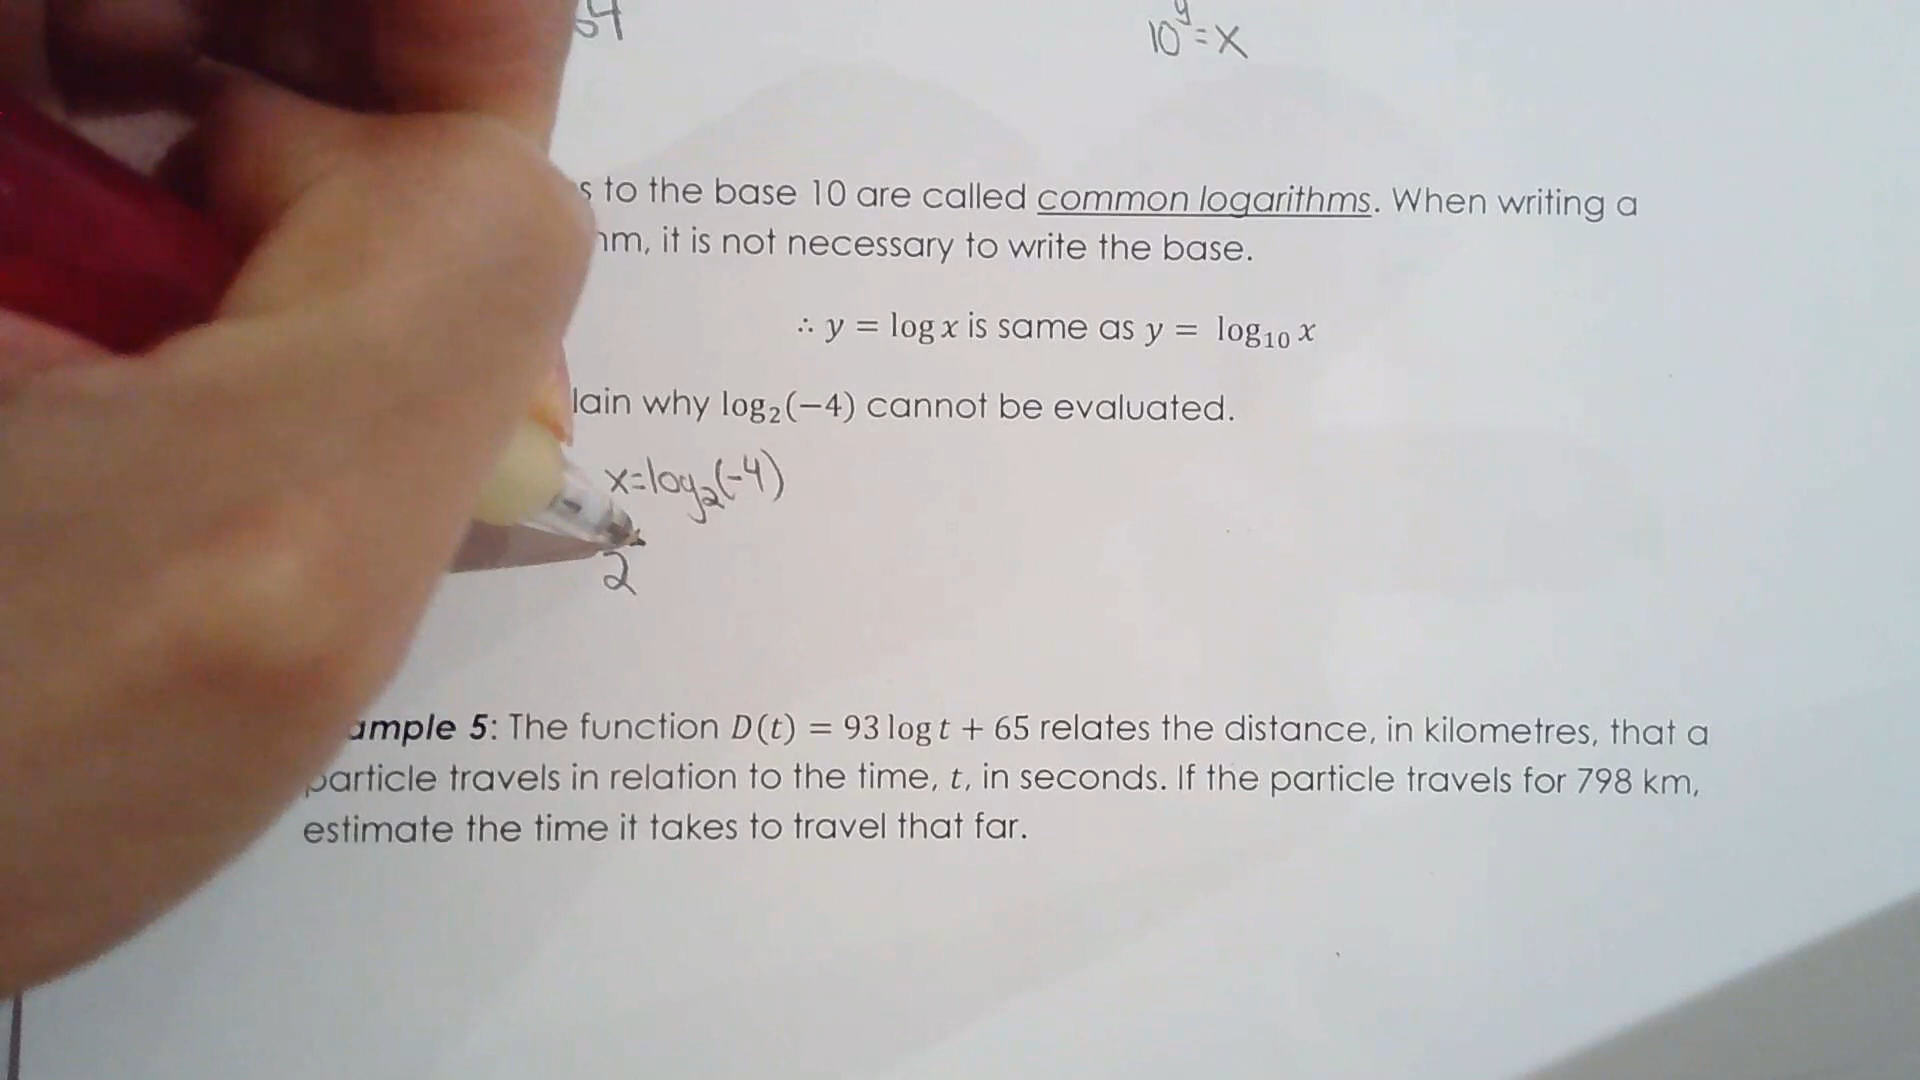 10^y = x
to the base 10 are called common logarithms. When writing a
it is not necessary to write the base.
∴ y = log x is same as y = log₁₀ x
why log₂(−4) cannot be evaluated.
x=log₂(-4)
2
5: The function D(t) = 93 log t + 65 relates the distance, in kilometres, that a
particle travels in relation to the time, t, in seconds. If the particle travels for 798 km,
estimate the time it takes to travel that far.